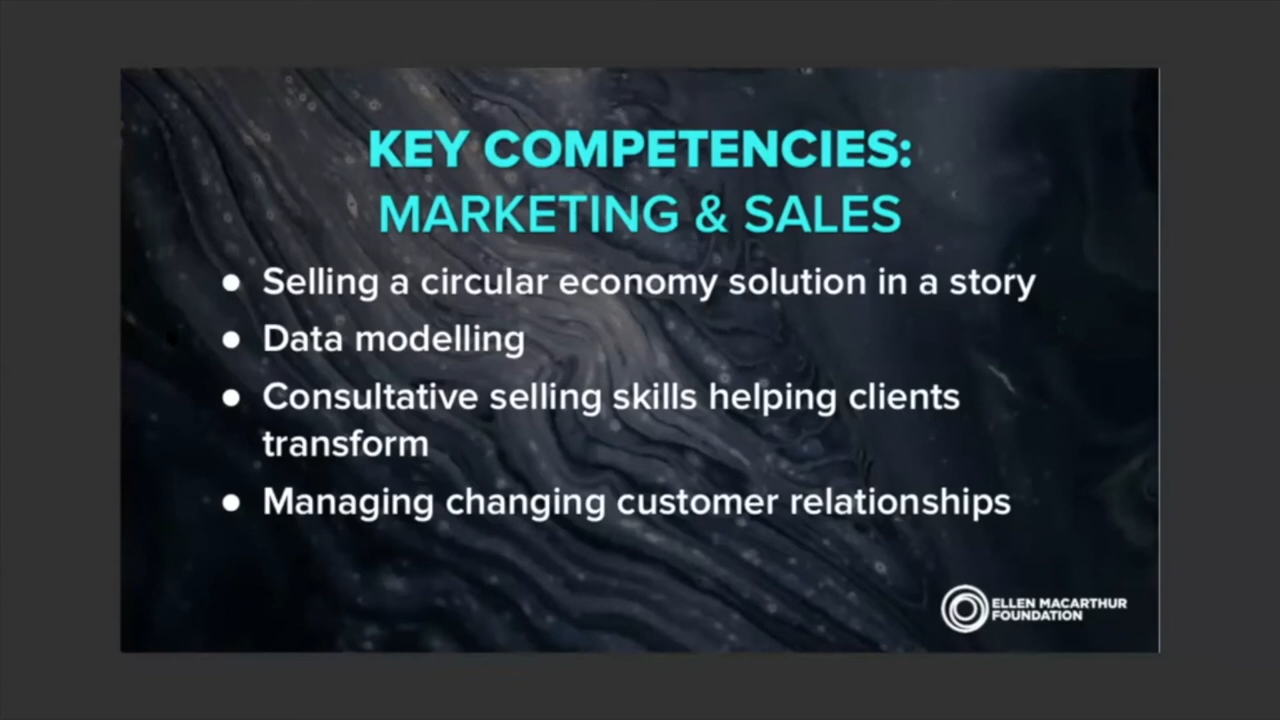 KEY COMPETENCIES:
MARKETING & SALES
● Selling a circular economy solution in a story
● Data modelling
● Consultative selling skills helping clients
transform
● Managing changing customer relationships
ELLEN MACARTHUR
FOUNDATION